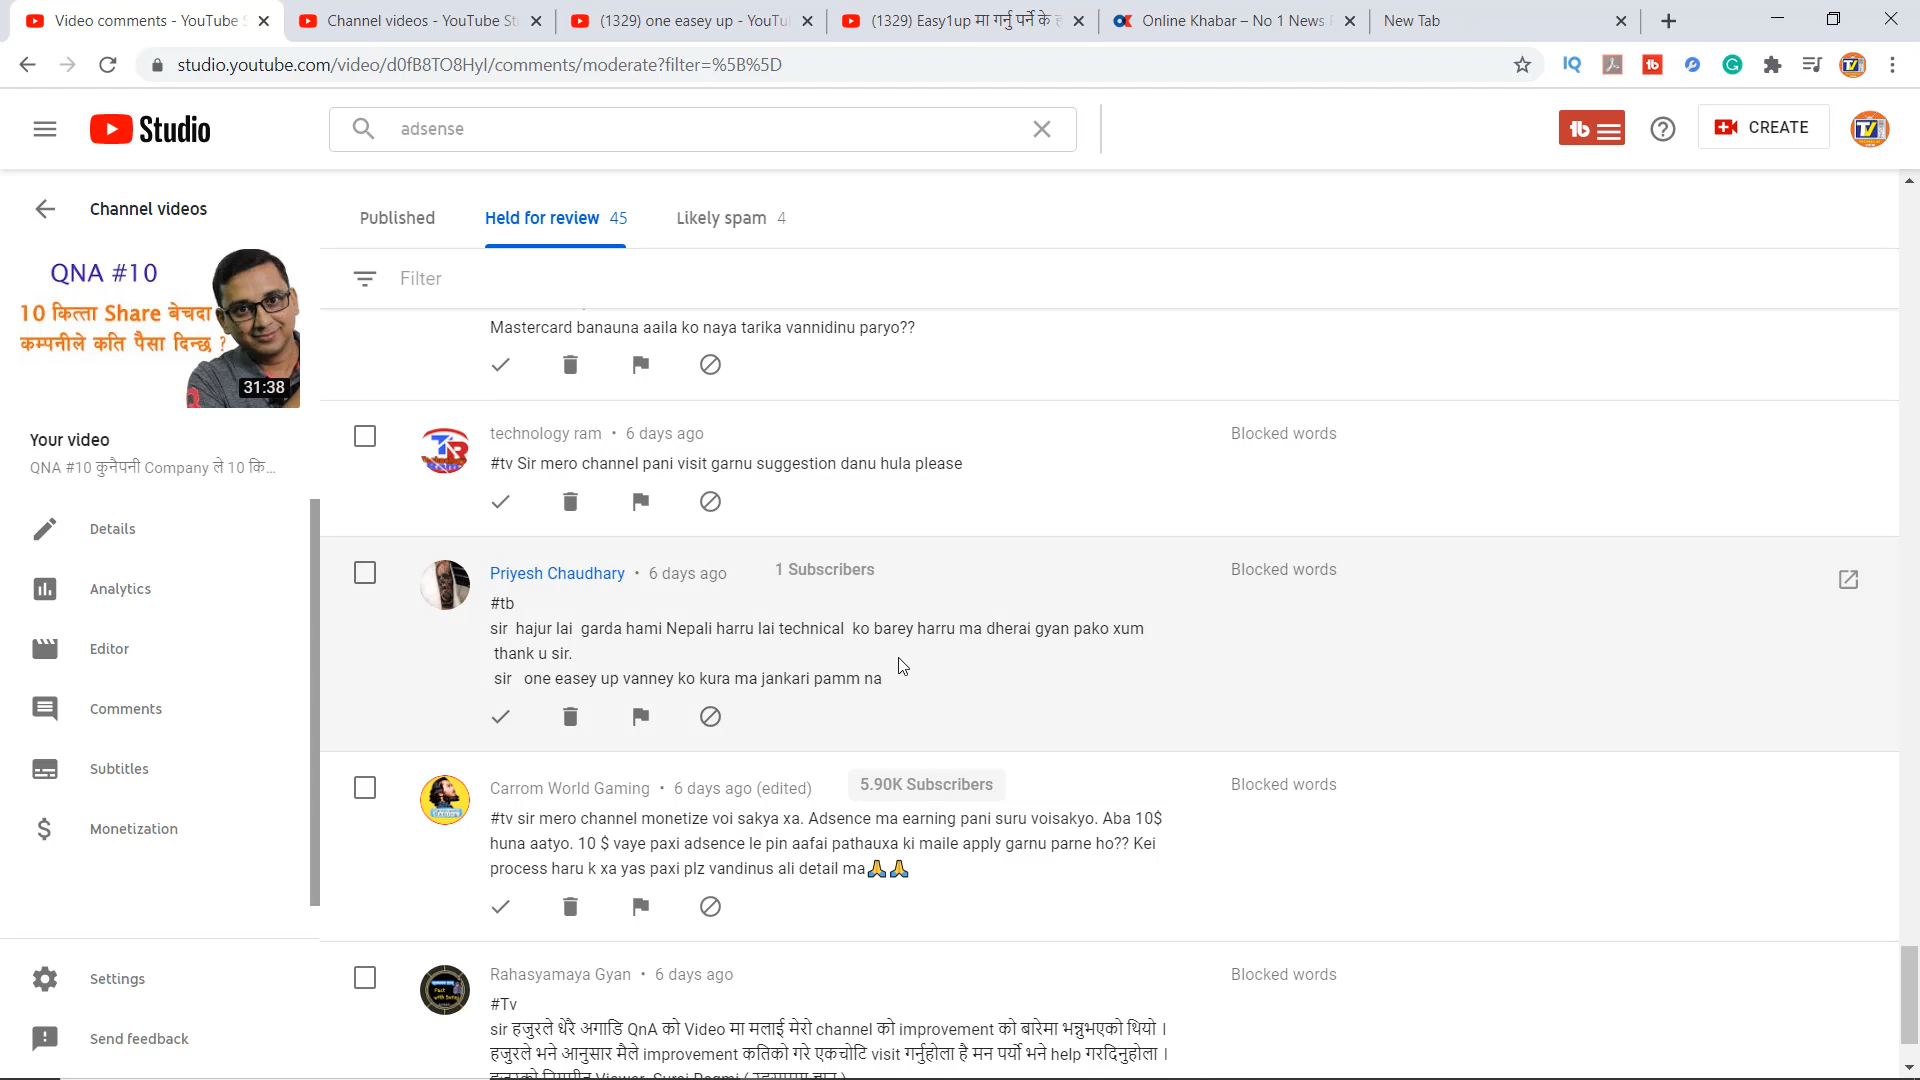 Video comments - YouTube S
Channel videos - YouTube St
(1329) one easey up - YouTu
(1329) Easy1up मा गर्नु पर्ने के
Online Khabar – No 1 News
New Tab
studio.youtube.com/video/d0fB8TO8HyI/comments/moderate?filter=%5B%5D
Studio
adsense
CREATE
Channel videos
Published
Held for review 45
Likely spam 4
QNA #10
10 कित्ता Share बेचदा
कम्पनीले कति पैसा दिन्छ ?
31:38
Filter
Mastercard banauna aaila ko naya tarika vannidinu paryo??
Your video
QNA #10 कुनैपनी Company ले 10 कि...
technology ram • 6 days ago
Blocked words
#tv Sir mero channel pani visit garnu suggestion danu hula please
Details
Analytics
Editor
Comments
Subtitles
Monetization
Settings
Send feedback
Priyesh Chaudhary • 6 days ago
1 Subscribers
Blocked words
#tb
sir hajur lai garda hami Nepali harru lai technical ko barey harru ma dherai gyan pako xum
thank u sir.
sir one easey up vanney ko kura ma jankari pamm na
Carrom World Gaming • 6 days ago (edited)
5.90K Subscribers
Blocked words
#tv sir mero channel monetize voi sakya xa. Adsence ma earning pani suru voisakyo. Aba 10$
huna aatyo. 10 $ vaye paxi adsence le pin aafai pathauxa ki maile apply garnu parne ho?? Kei
process haru k xa yas paxi plz vandinus ali detail ma🙏🙏
Rahasyamaya Gyan • 6 days ago
Blocked words
#Tv
sir हजुरले धेरै अगाडि QnA को Video मा मलाई मेरो channel को improvement को बारेमा भन्नुभएको थियो ।
हजुरले भने आनुसार मैले improvement कतिको गरे एकचोटि visit गर्नुहोला है मन पर्यो भने help गरदिनुहोला ।